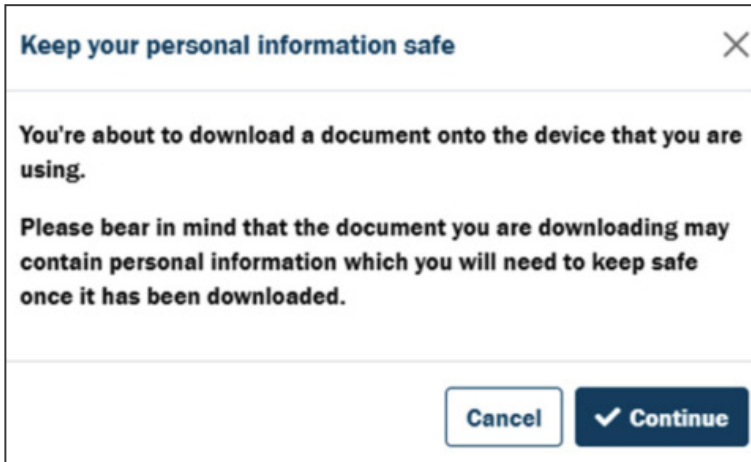 Keep your personal information safe
You're about to download a document onto the device that you are
using.
Please bear in mind that the document you are downloading may
contain personal information which you will need to keep safe
once it has been downloaded.
Cancel
Continue